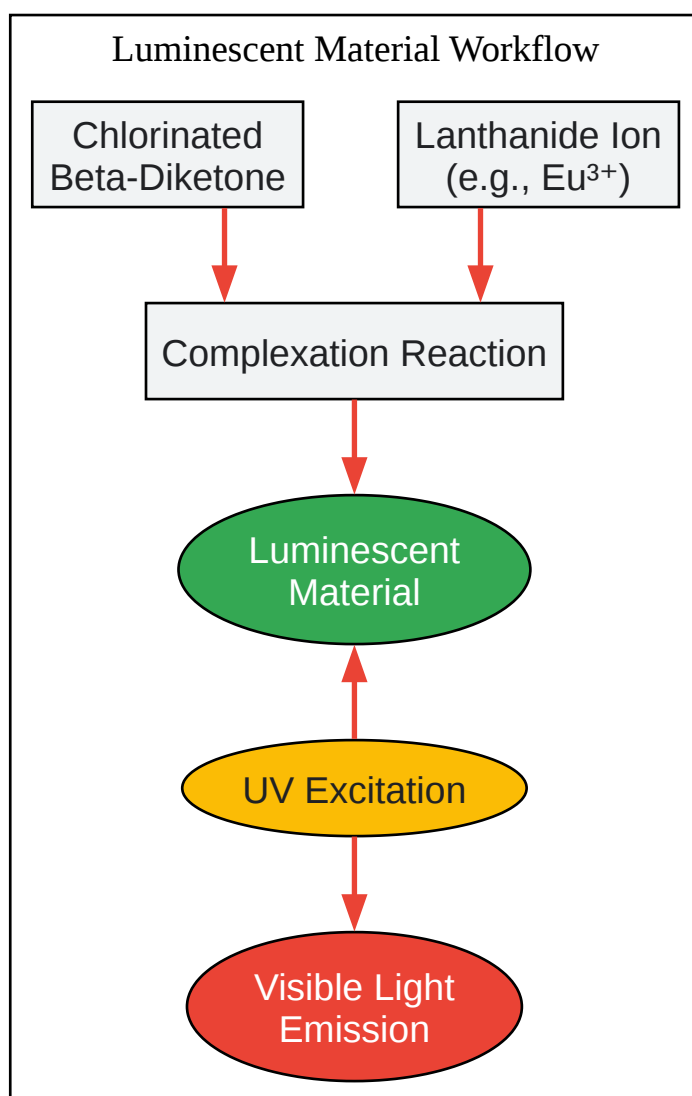 Luminescent Material Workflow
Chlorinated
Beta-Diketone
Lanthanide Ion
(e.g., Eu³⁺)
Complexation Reaction
Luminescent
Material
UV Excitation
Visible Light
Emission